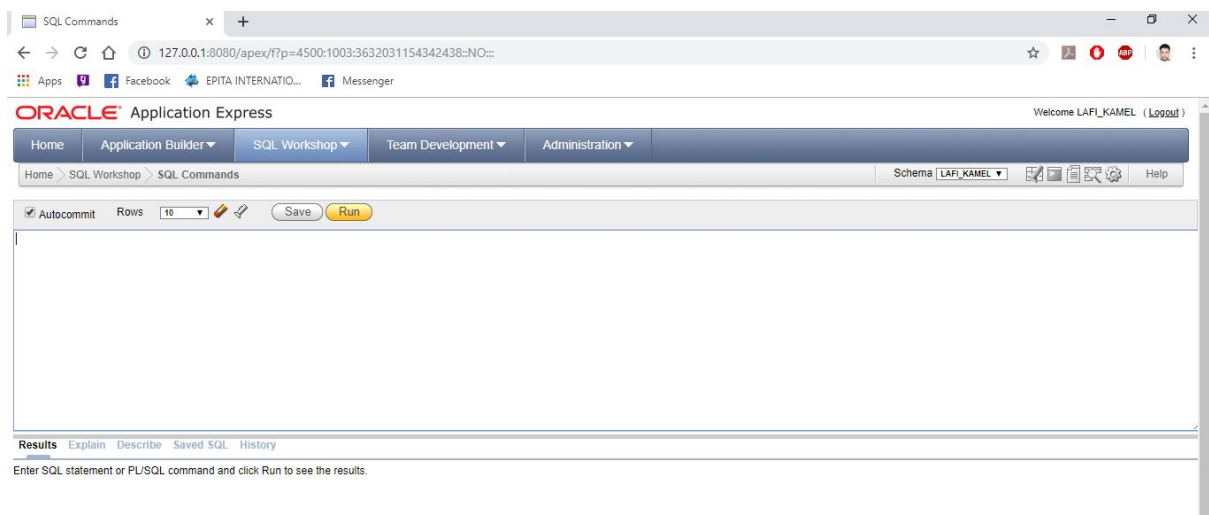 SQL Commands
127.0.0.1:8080/apex/f?p=4500:1003:3632031154342438::NO:::
ABP
Apps Facebook EPITA INTERNATIO... Messenger
ORACLE Application Express Welcome LAFI_KAMEL (Logout)
Home Application Builder SQL Workshop Team Development Administration
Home SQL Workshop SQL Commands Schema LAFI_KAMEL Help
Autocommit Rows 10 Save Run
Results Explain Describe Saved SQL History
Enter SQL statement or PL/SQL command and click Run to see the results.